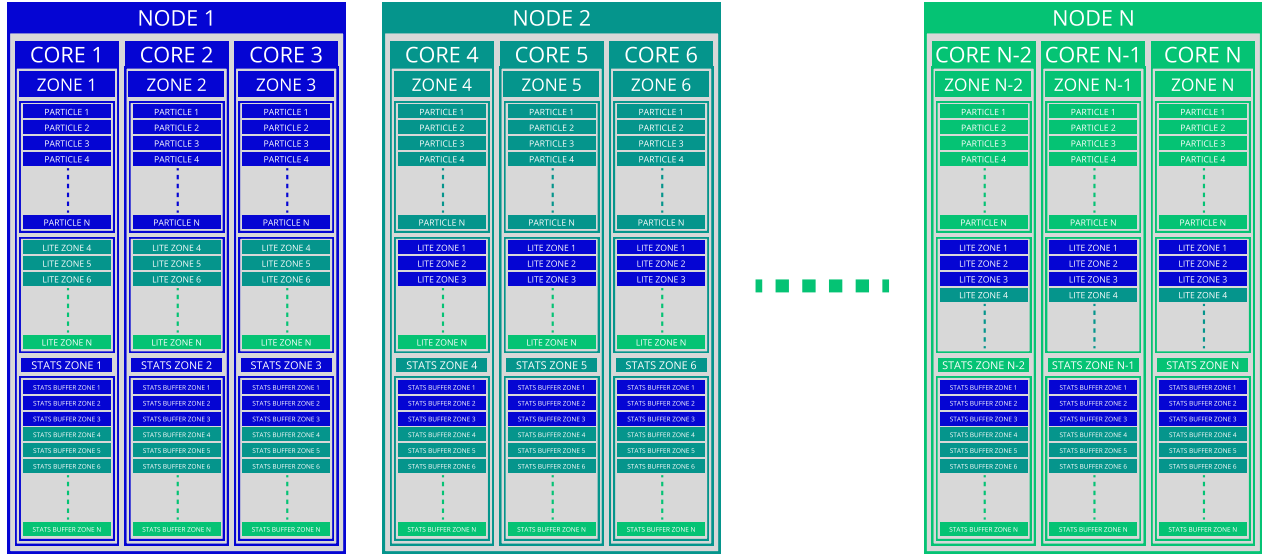 NODE 1
CORE 1
ZONE 1
PARTICLE 1
PARTICLE 2
PARTICLE 3
PARTICLE 4
PARTICLE N
LITE ZONE 4
LITE ZONE 5
LITE ZONE 6
LITE ZONE N
STATS ZONE 1
STATS BUFFER ZONE 1
STATS BUFFER ZONE 2
STATS BUFFER ZONE 3
STATS BUFFER ZONE 4
STATS BUFFER ZONE 5
STATS BUFFER ZONE 6
STATS BUFFER ZONE N
CORE 2
ZONE 2
PARTICLE 1
PARTICLE 2
PARTICLE 3
PARTICLE 4
PARTICLE N
LITE ZONE 4
LITE ZONE 5
LITE ZONE 6
LITE ZONE N
STATS ZONE 2
STATS BUFFER ZONE 1
STATS BUFFER ZONE 2
STATS BUFFER ZONE 3
STATS BUFFER ZONE 4
STATS BUFFER ZONE 5
STATS BUFFER ZONE 6
STATS BUFFER ZONE N
CORE 3
ZONE 3
PARTICLE 1
PARTICLE 2
PARTICLE 3
PARTICLE 4
PARTICLE N
LITE ZONE 4
LITE ZONE 5
LITE ZONE 6
LITE ZONE N
STATS ZONE 3
STATS BUFFER ZONE 1
STATS BUFFER ZONE 2
STATS BUFFER ZONE 3
STATS BUFFER ZONE 4
STATS BUFFER ZONE 5
STATS BUFFER ZONE 6
STATS BUFFER ZONE N
NODE 2
CORE 4
ZONE 4
PARTICLE 1
PARTICLE 2
PARTICLE 3
PARTICLE 4
PARTICLE N
LITE ZONE 1
LITE ZONE 2
LITE ZONE 3
LITE ZONE N
STATS ZONE 4
STATS BUFFER ZONE 1
STATS BUFFER ZONE 2
STATS BUFFER ZONE 3
STATS BUFFER ZONE 4
STATS BUFFER ZONE 5
STATS BUFFER ZONE 6
STATS BUFFER ZONE N
CORE 5
ZONE 5
PARTICLE 1
PARTICLE 2
PARTICLE 3
PARTICLE 4
PARTICLE N
LITE ZONE 1
LITE ZONE 2
LITE ZONE 3
LITE ZONE N
STATS ZONE 5
STATS BUFFER ZONE 1
STATS BUFFER ZONE 2
STATS BUFFER ZONE 3
STATS BUFFER ZONE 4
STATS BUFFER ZONE 5
STATS BUFFER ZONE 6
STATS BUFFER ZONE N
CORE 6
ZONE 6
PARTICLE 1
PARTICLE 2
PARTICLE 3
PARTICLE 4
PARTICLE N
LITE ZONE 1
LITE ZONE 2
LITE ZONE 3
LITE ZONE N
STATS ZONE 6
STATS BUFFER ZONE 1
STATS BUFFER ZONE 2
STATS BUFFER ZONE 3
STATS BUFFER ZONE 4
STATS BUFFER ZONE 5
STATS BUFFER ZONE 6
STATS BUFFER ZONE N
NODE N
CORE N-2
ZONE N-2
PARTICLE 1
PARTICLE 2
PARTICLE 3
PARTICLE 4
PARTICLE N
LITE ZONE 1
LITE ZONE 2
LITE ZONE 3
LITE ZONE 4
STATS ZONE N-2
STATS BUFFER ZONE 1
STATS BUFFER ZONE 2
STATS BUFFER ZONE 3
STATS BUFFER ZONE 4
STATS BUFFER ZONE 5
STATS BUFFER ZONE 6
STATS BUFFER ZONE N
CORE N-1
ZONE N-1
PARTICLE 1
PARTICLE 2
PARTICLE 3
PARTICLE 4
PARTICLE N
LITE ZONE 1
LITE ZONE 2
LITE ZONE 3
LITE ZONE 4
STATS ZONE N-1
STATS BUFFER ZONE 1
STATS BUFFER ZONE 2
STATS BUFFER ZONE 3
STATS BUFFER ZONE 4
STATS BUFFER ZONE 5
STATS BUFFER ZONE 6
STATS BUFFER ZONE N
CORE N
ZONE N
PARTICLE 1
PARTICLE 2
PARTICLE 3
PARTICLE 4
PARTICLE N
LITE ZONE 1
LITE ZONE 2
LITE ZONE 3
LITE ZONE 4
STATS ZONE N
STATS BUFFER ZONE 1
STATS BUFFER ZONE 2
STATS BUFFER ZONE 3
STATS BUFFER ZONE 4
STATS BUFFER ZONE 5
STATS BUFFER ZONE 6
STATS BUFFER ZONE N